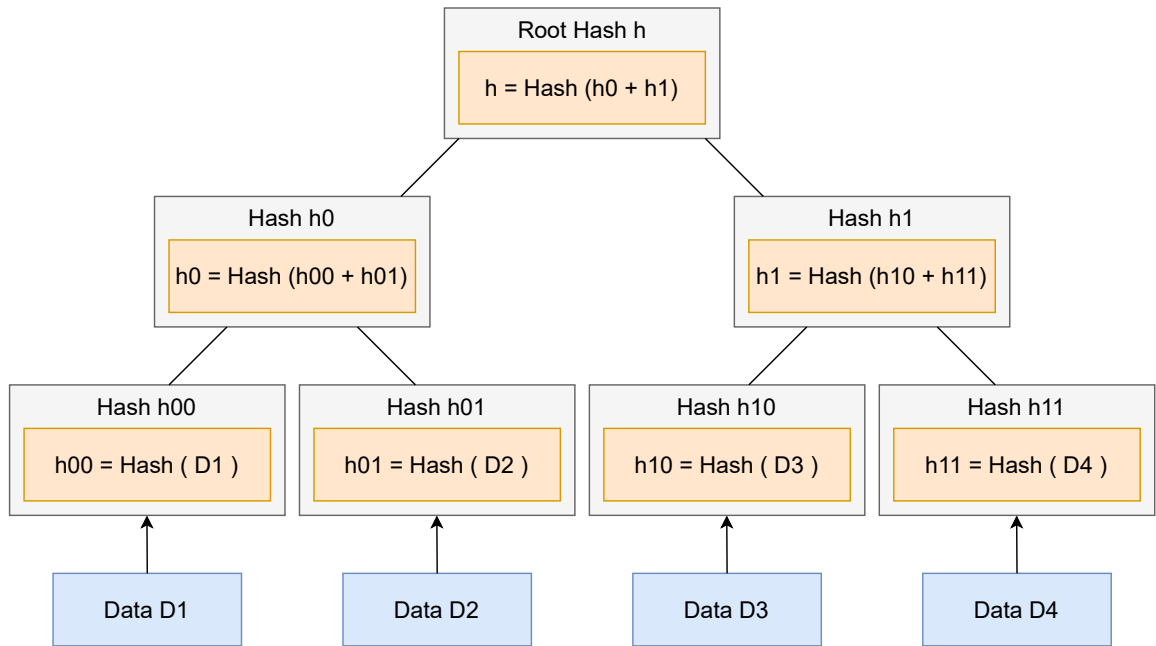 Root Hash h
h = Hash (h0 + h1)
Hash h0
h0 = Hash (h00 + h01)
Hash h1
h1 = Hash (h10 + h11)
Hash h00
h00 = Hash ( D1 )
Hash h01
h01 = Hash ( D2 )
Hash h10
h10 = Hash ( D3 )
Hash h11
h11 = Hash ( D4 )
Data D1
Data D2
Data D3
Data D4